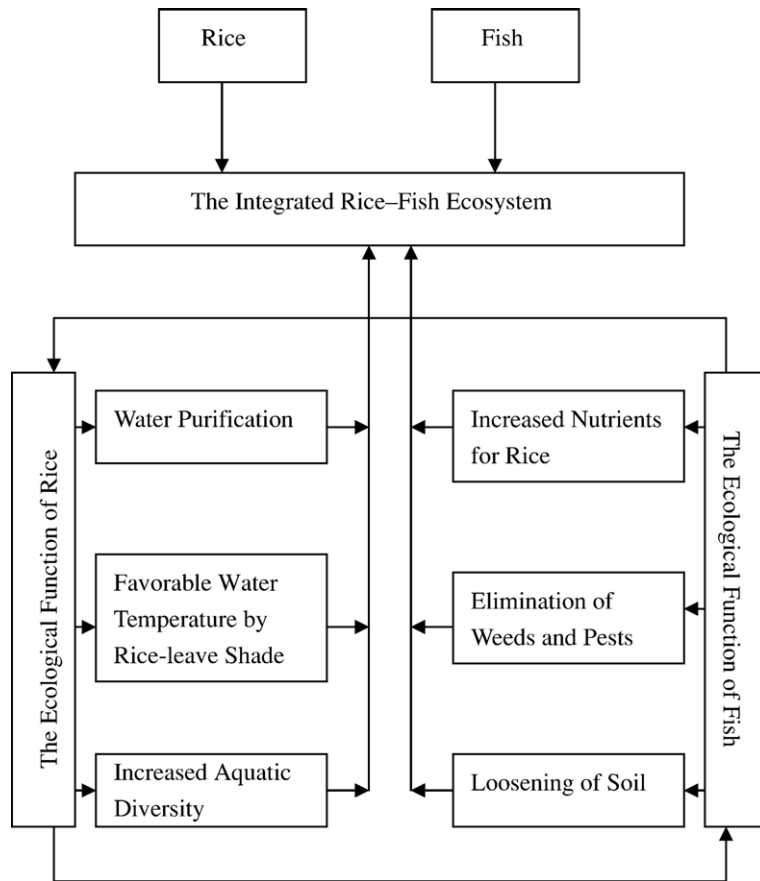 Rice
Fish
The Integrated Rice–Fish Ecosystem
The Ecological Function of Rice
Water Purification
Favorable Water
Temperature by
Rice-leave Shade
Increased Aquatic
Diversity
Increased Nutrients
for Rice
Elimination of
Weeds and Pests
Loosening of Soil
The Ecological Function of Fish